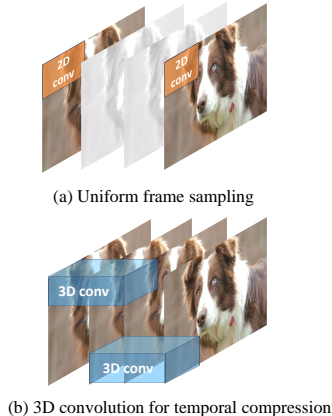 2D
conv
2D
conv
(a) Uniform frame sampling
3D conv
3D conv
(b) 3D convolution for temporal compression